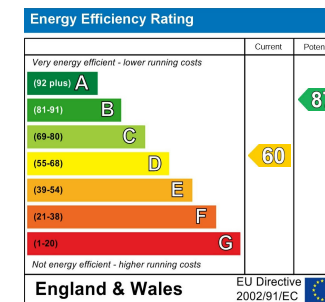 Energy Efficiency Rating
Current
Very energy efficient - lower running costs
(92 plus) A
(81-91) B
(69-80) C
(55-68) D
60
(39-54) E
(21-38) F
(1-20) G
Not energy efficient - higher running costs
England & Wales
EU Directive
2002/91/EC